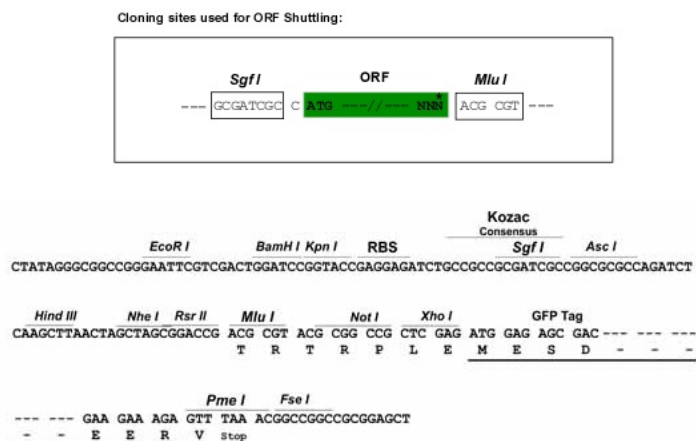 Cloning sites used for ORF Shuttling:
Sgf I ORF Mlu I
--- GCGATCGC C ATG ---//--- NNN* ACG CGT ---
Kozac
Consensus
EcoR I BamH I Kpn I RBS Sgf I Asc I
CTATAGGGCGGCCGGGAATTCGTCGACTGGATCCGGTACCGAGGAGATCTGCCGCCGCGATCGCCGGCGCGCCAGATCT
Hind III Nhe I Rsr II Mlu I Not I Xho I GFP Tag
CAAGCTTAACTAGCTAGCGGACCG ACG CGT ACG CGG CCG CTC GAG ATG GAG AGC GAC--- --- ---
T R T R P L E M E S D - - -
Pme I Fse I
--- --- GAA GAA AGA GTT TAA ACGGCCGGCCGCGGAGCT
- - E E R V Stop